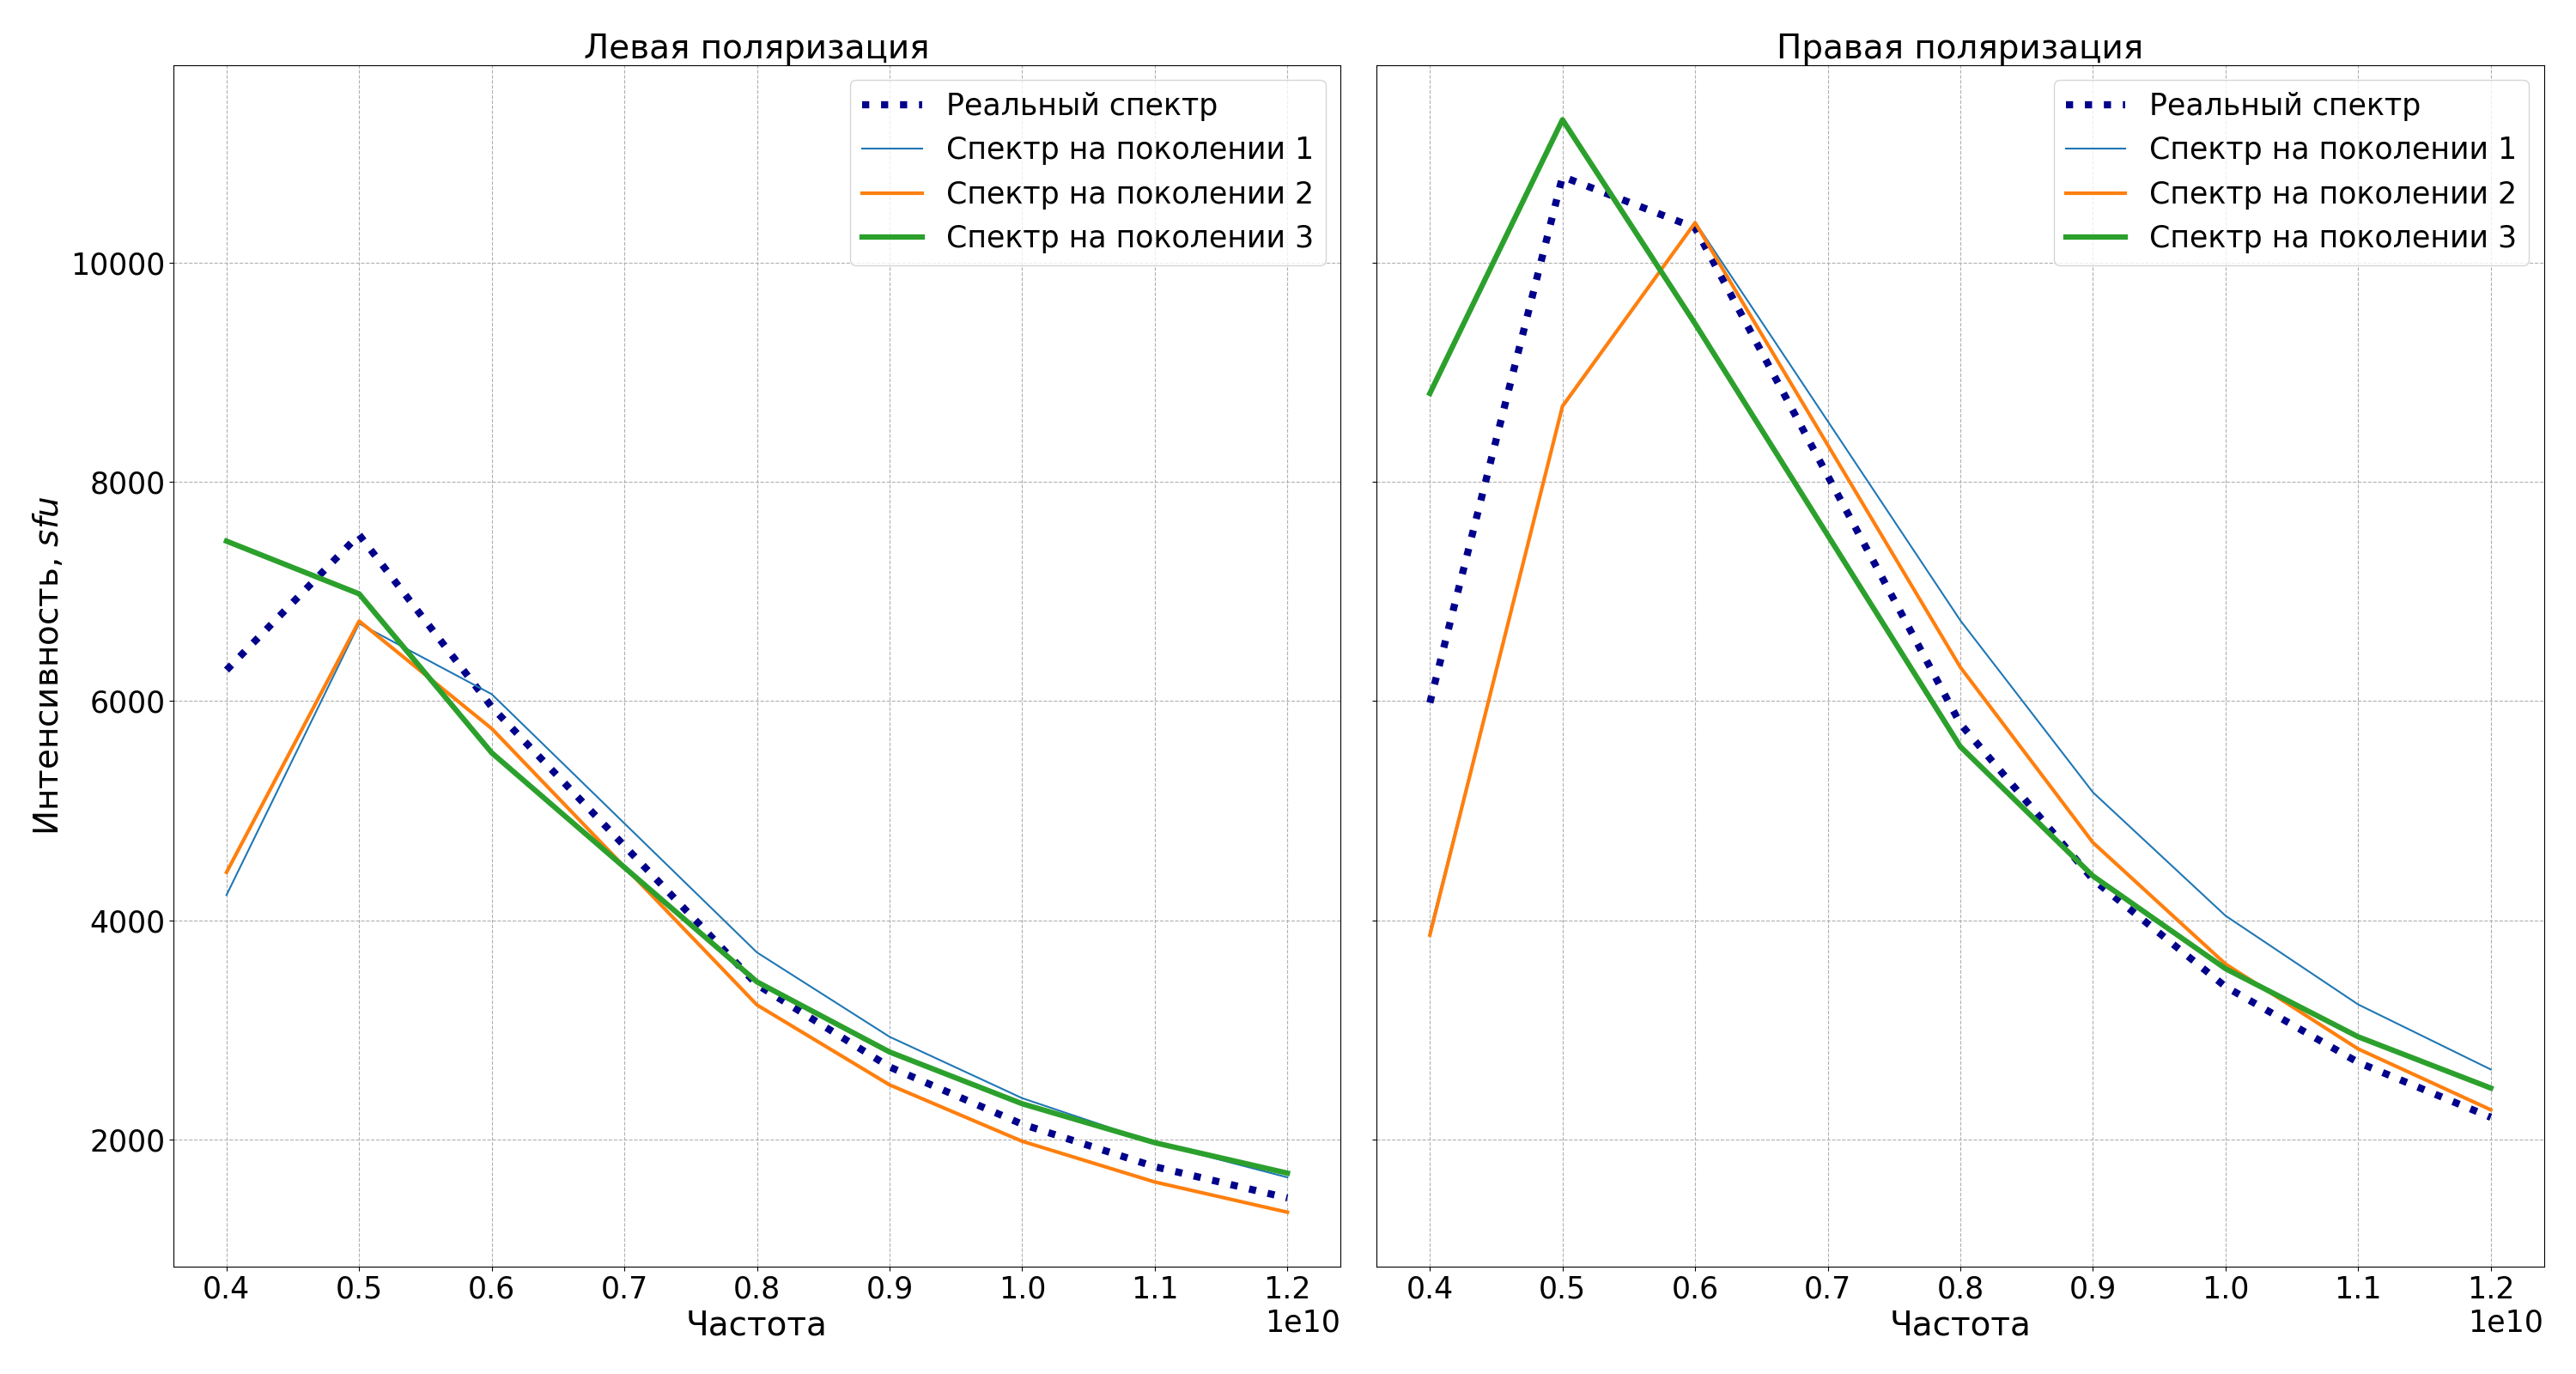 Левая поляризация
Реальный спектр
Спектр на поколении 1
Спектр на поколении 2
Спектр на поколении 3
Интенсивность, sfu
10000
8000
6000
4000
2000
0.4 0.5 0.6 0.7 0.8 0.9 1.0 1.1 1.2
1e10
Частота
Правая поляризация
Реальный спектр
Спектр на поколении 1
Спектр на поколении 2
Спектр на поколении 3
0.4 0.5 0.6 0.7 0.8 0.9 1.0 1.1 1.2
1e10
Частота